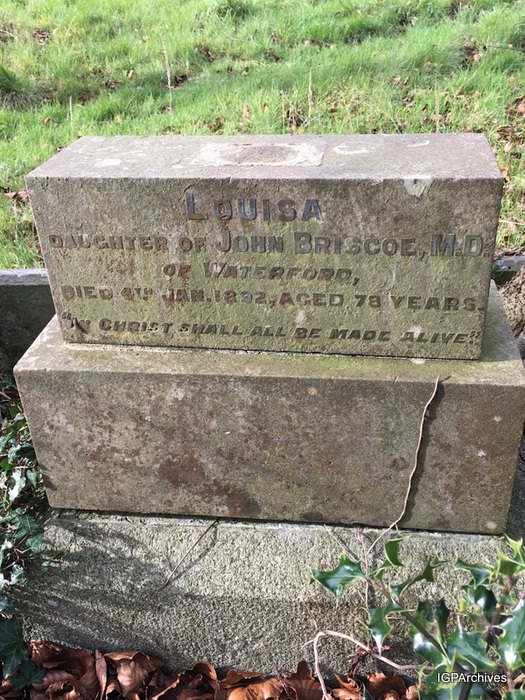 LOUISA
DAUGHTER OF JOHN BRISCOE, M.D.
OF WATERFORD,
DIED 4TH JAN. 1892, AGED 78 YEARS.
"IN CHRIST SHALL ALL BE MADE ALIVE".
IGPArchives